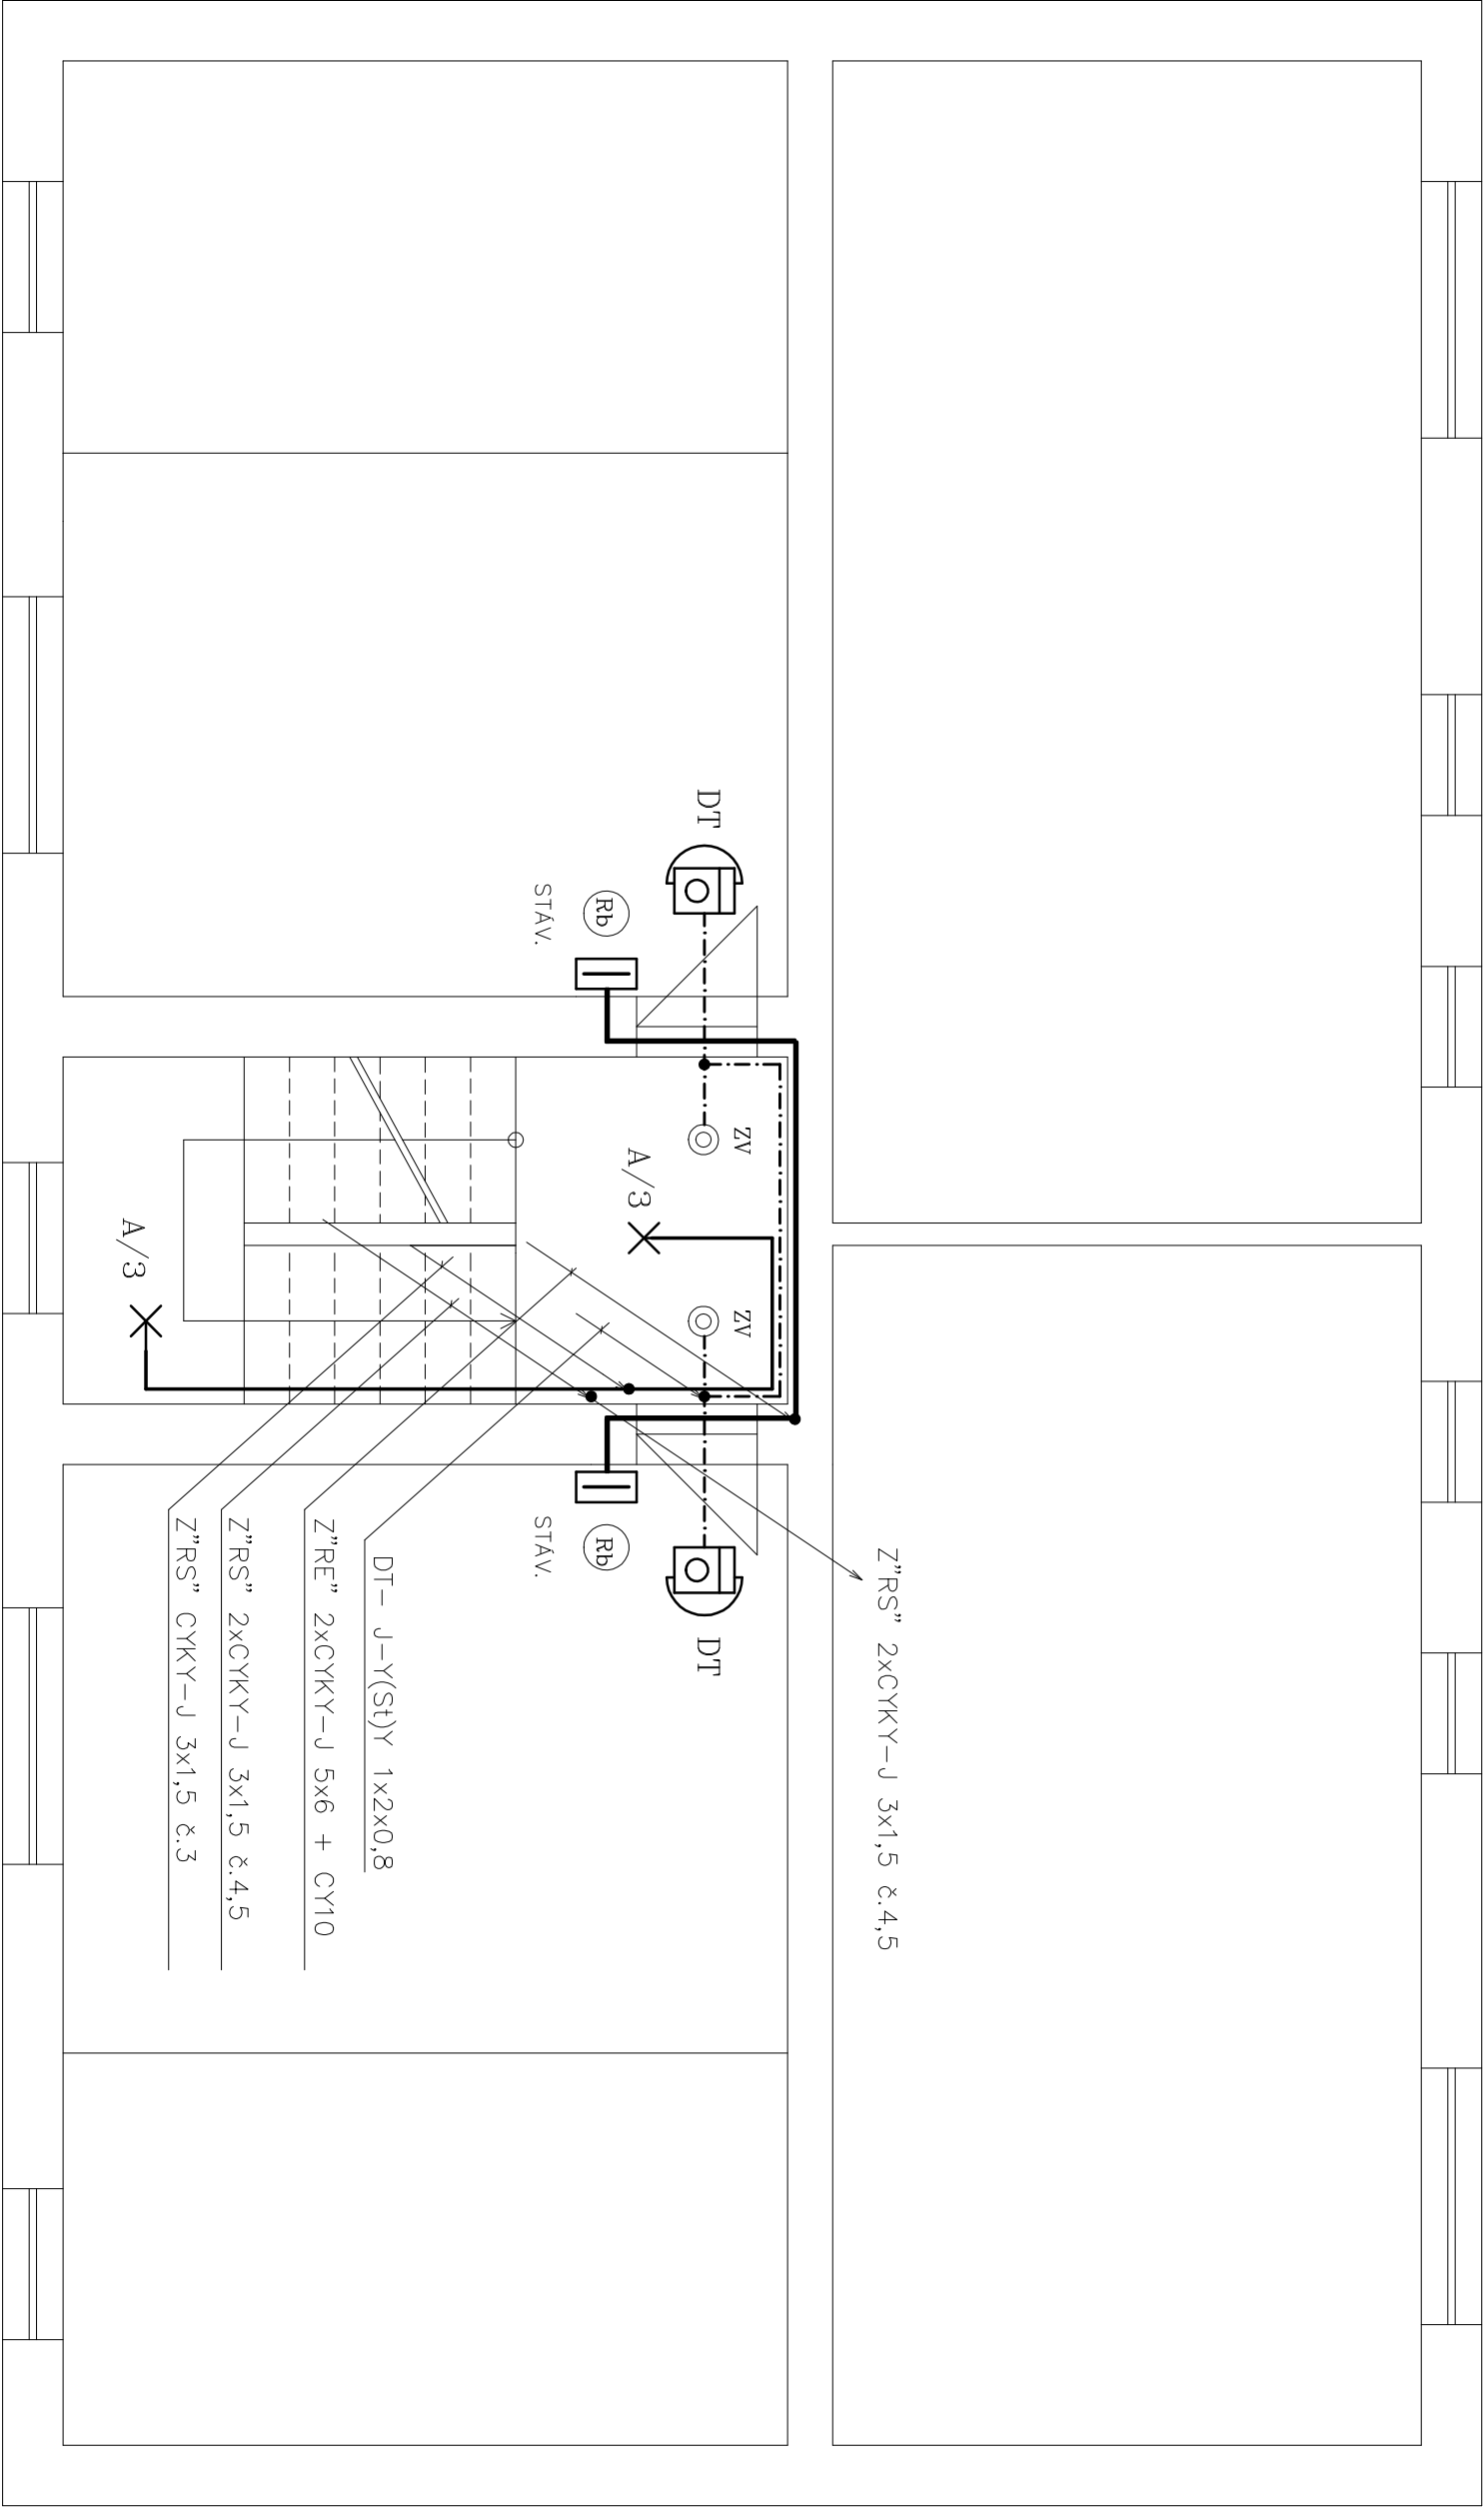 DT
Rb
STÁV.
ZV
A/3
A/3
ZV
Rb
STÁV.
DT
Z"RS" 2xCYKY-J 3x1,5 č.4,5
DT- J-Y(St)Y 1x2x0,8
Z"RE" 2xCYKY-J 5x6 + CY10
Z"RS" 2xCYKY-J 3x1,5 č.4,5
Z"RS" CYKY-J 3x1,5 č.3